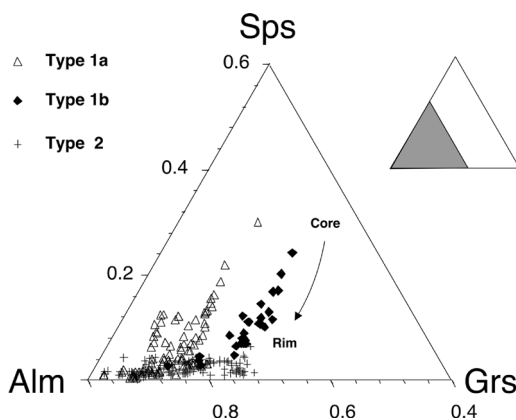 Sps
△ Type 1a
◆ Type 1b
+ Type 2
0.6
0.4
Core
0.2
Rim
Alm
Grs
0.8
0.6
0.4